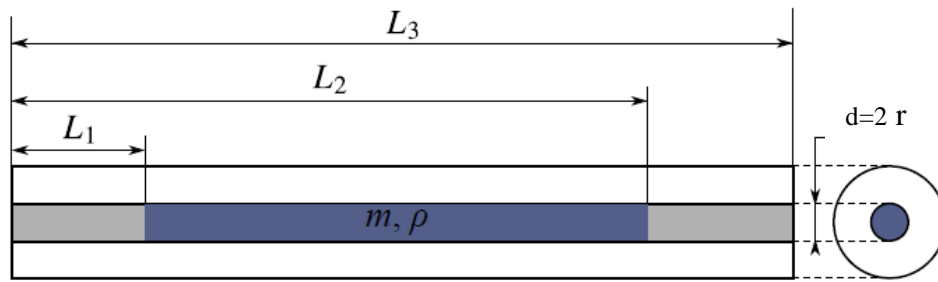 L₃
L₂
L₁
d=2 r
m, ρ